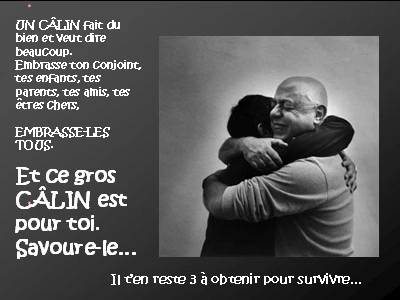 UN CÂLIN fait du
bien et veut dire
beaucoup.
Embrasse ton conjoint,
tes enfants, tes
parents, tes amis, tes
êtres chers,
EMBRASSE-LES
TOUS.
Et ce gros
CÂLIN est
pour toi.
Savoure-le...
Il t'en reste 3 à obtenir pour survivre...